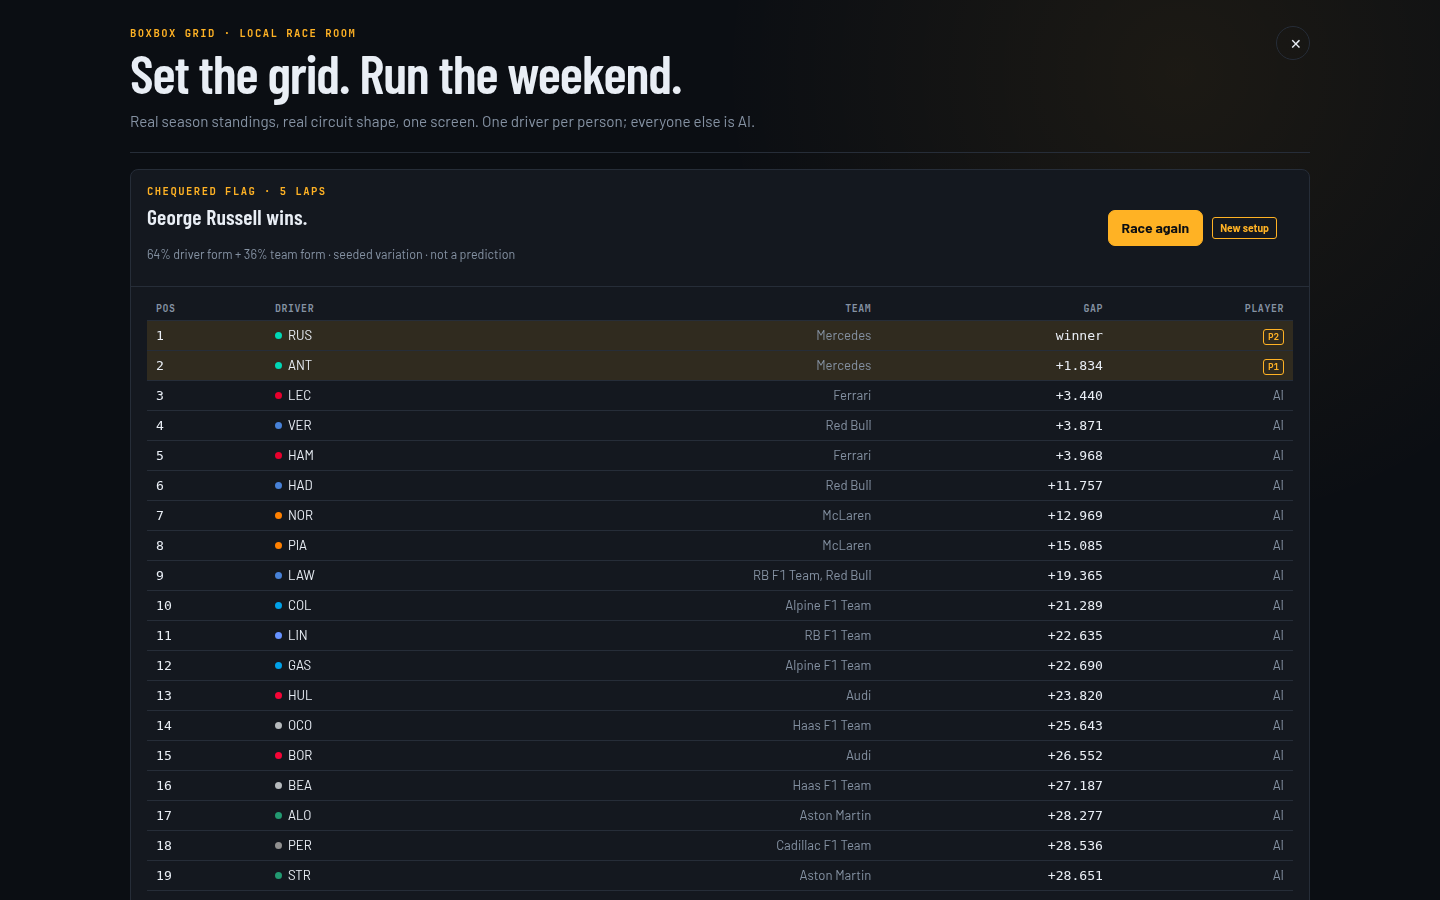 BOXBOX GRID · LOCAL RACE ROOM
Set the grid. Run the weekend.
Real season standings, real circuit shape, one screen. One driver per person; everyone else is AI.
×
CHEQUERED FLAG · 5 LAPS
George Russell wins.
64% driver form + 36% team form · seeded variation · not a prediction
Race again
New setup
POS DRIVER TEAM GAP PLAYER
1 RUS Mercedes winner P2
2 ANT Mercedes +1.834 P1
3 LEC Ferrari +3.440 AI
4 VER Red Bull +3.871 AI
5 HAM Ferrari +3.968 AI
6 HAD Red Bull +11.757 AI
7 NOR McLaren +12.969 AI
8 PIA McLaren +15.085 AI
9 LAW RB F1 Team, Red Bull +19.365 AI
10 COL Alpine F1 Team +21.289 AI
11 LIN RB F1 Team +22.635 AI
12 GAS Alpine F1 Team +22.690 AI
13 HUL Audi +23.820 AI
14 OCO Haas F1 Team +25.643 AI
15 BOR Audi +26.552 AI
16 BEA Haas F1 Team +27.187 AI
17 ALO Aston Martin +28.277 AI
18 PER Cadillac F1 Team +28.536 AI
19 STR Aston Martin +28.651 AI